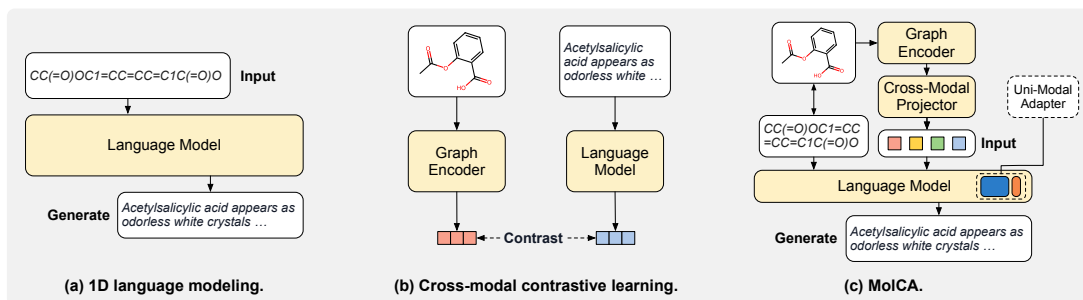 CC(=O)OC1=CC=CC=C1C(=O)O
Input
Language Model
Generate
Acetylsalicylic acid appears as
odorless white crystals …
(a) 1D language modeling.
O
O
O
HO
Graph
Encoder
Acetylsalicylic
acid appears as
odorless white …
Language
Model
Contrast
(b) Cross-modal contrastive learning.
O
O
O
HO
Graph
Encoder
Cross-Modal
Projector
Uni-Modal
Adapter
CC(=O)OC1=CC
=CC=C1C(=O)O
Input
Language Model
Generate
Acetylsalicylic acid appears as
odorless white crystals …
(c) MolCA.